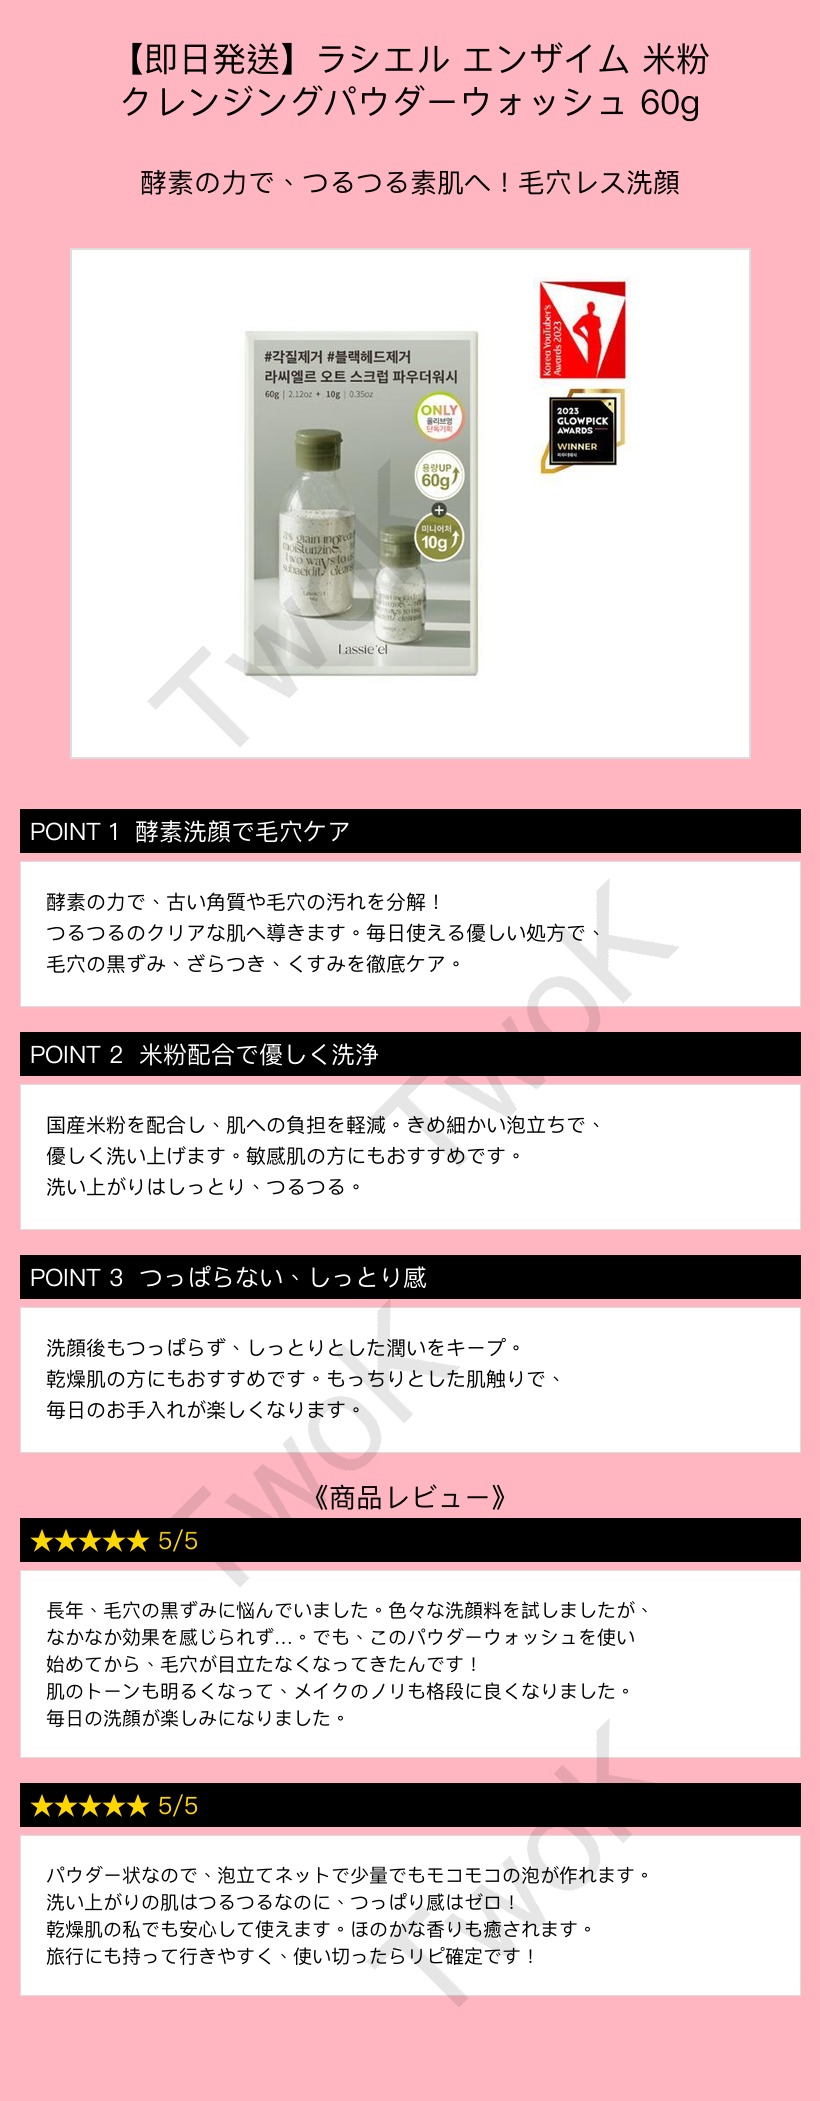 【即日発送】ラシエル エンザイム 米粉
クレンジングパウダーウォッシュ 60g
酵素の力で、つるつる素肌へ！毛穴レス洗顔
Korea YouTuber's
Awards 2023
#각질제거 #블랙헤드제거
라씨엘르 오트 스크럽 파우더워시
60g | 2.12oz + 10g | 0.35oz
ONLY
올리브영
단독기획
2023
GLOWPICK
AWARDS
WINNER
용량UP
60g
+
미니어처
10g
moisturizing
two ways to
Lassie'el
TwoK
POINT 1 酵素洗顔で毛穴ケア
酵素の力で、古い角質や毛穴の汚れを分解！
つるつるのクリアな肌へ導きます。毎日使える優しい処方で、
毛穴の黒ずみ、ざらつき、くすみを徹底ケア。
TwoK
POINT 2 米粉配合で優しく洗浄
国産米粉を配合し、肌への負担を軽減。きめ細かい泡立ちで、
優しく洗い上げます。敏感肌の方にもおすすめです。
洗い上がりはしっとり、つるつる。
POINT 3 つっぱらない、しっとり感
洗顔後もつっぱらず、しっとりとした潤いをキープ。
乾燥肌の方にもおすすめです。もっちりとした肌触りで、
毎日のお手入れが楽しくなります。
TwoK
《商品レビュー》
★★★★★ 5/5
長年、毛穴の黒ずみに悩んでいました。色々な洗顔料を試しましたが、
なかなか効果を感じられず…。でも、このパウダーウォッシュを使い
始めてから、毛穴が目立たなくなってきたんです！
肌のトーンも明るくなって、メイクのノリも格段に良くなりました。
毎日の洗顔が楽しみになりました。
★★★★★ 5/5
パウダー状なので、泡立てネットで少量でもモコモコの泡が作れます。
洗い上がりの肌はつるつるなのに、つっぱり感はゼロ！
乾燥肌の私でも安心して使えます。ほのかな香りも癒されます。
旅行にも持って行きやすく、使い切ったらリピ確定です！
TwoK